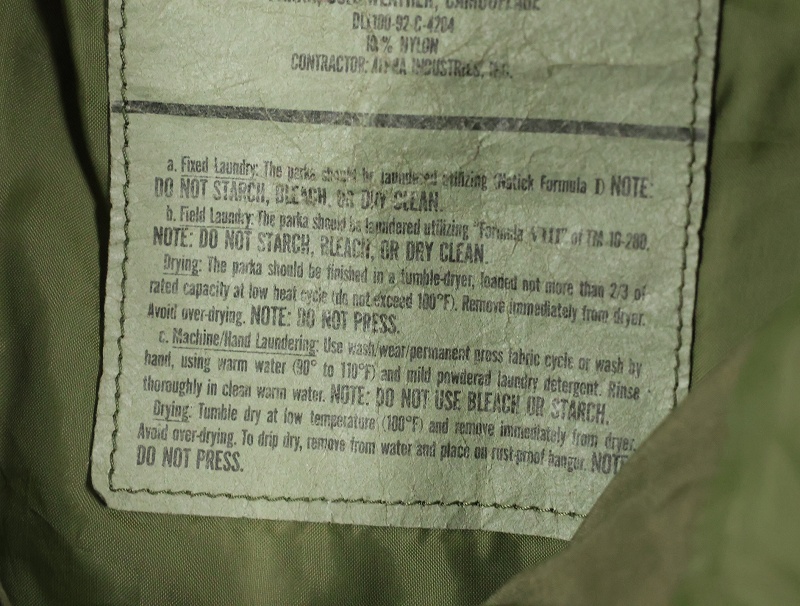 COLD WEATHER, CAMOUFLAGE
DLA100-92-C-4204
NYLON
CONTRACTOR: ALPHA INDUSTRIES, INC.
a. Fixed Laundry: The parka should be laundered utilizing (Natick Formula I) NOTE:
DO NOT STARCH, BLEACH, OR DRY CLEAN.
b. Field Laundry: The parka should be laundered utilizing "Formula of TM 10-280.
NOTE: DO NOT STARCH, BLEACH, OR DRY CLEAN.
Drying: The parka should be finished in a tumble-dryer, loaded not more than 2/3 of
rated capacity at low heat cycle (do not exceed 100°F). Remove immediately from dryer.
Avoid over-drying. NOTE: DO NOT PRESS.
c. Machine/Hand Laundering: Use wash/wear/permanent press fabric cycle or wash by
hand, using warm water (90° to 110°F) and mild powdered laundry detergent. Rinse
thoroughly in clean warm water. NOTE: DO NOT USE BLEACH OR STARCH.
Drying: Tumble dry at low temperature (100°F) and remove immediately from dryer.
Avoid over-drying. To drip dry, remove from water and place on rust-proof hanger. NOT
DO NOT PRESS.